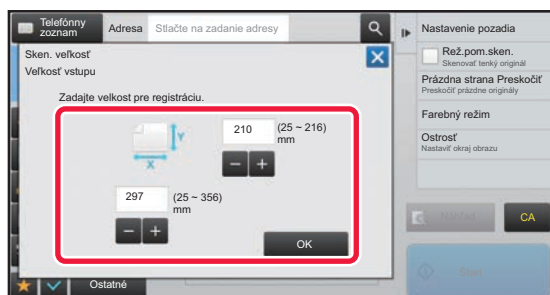 Telefónny
zoznam
Adresa
Stlačte na zadanie adresy
Sken. veľkosť
Veľkosť vstupu
Zadajte velkost pre registráciu.
Y
X
210
(25 ~ 216)
mm
297
(25 ~ 356)
mm
OK
Ostatné
Nastavenie pozadia
Rež.pom.sken.
Skenovať tenký originál
Prázdna strana Preskočiť
Preskočiť prázdne originály
Farebný režim
Ostrosť
Nastaviť okraj obrazu
CA
Štart